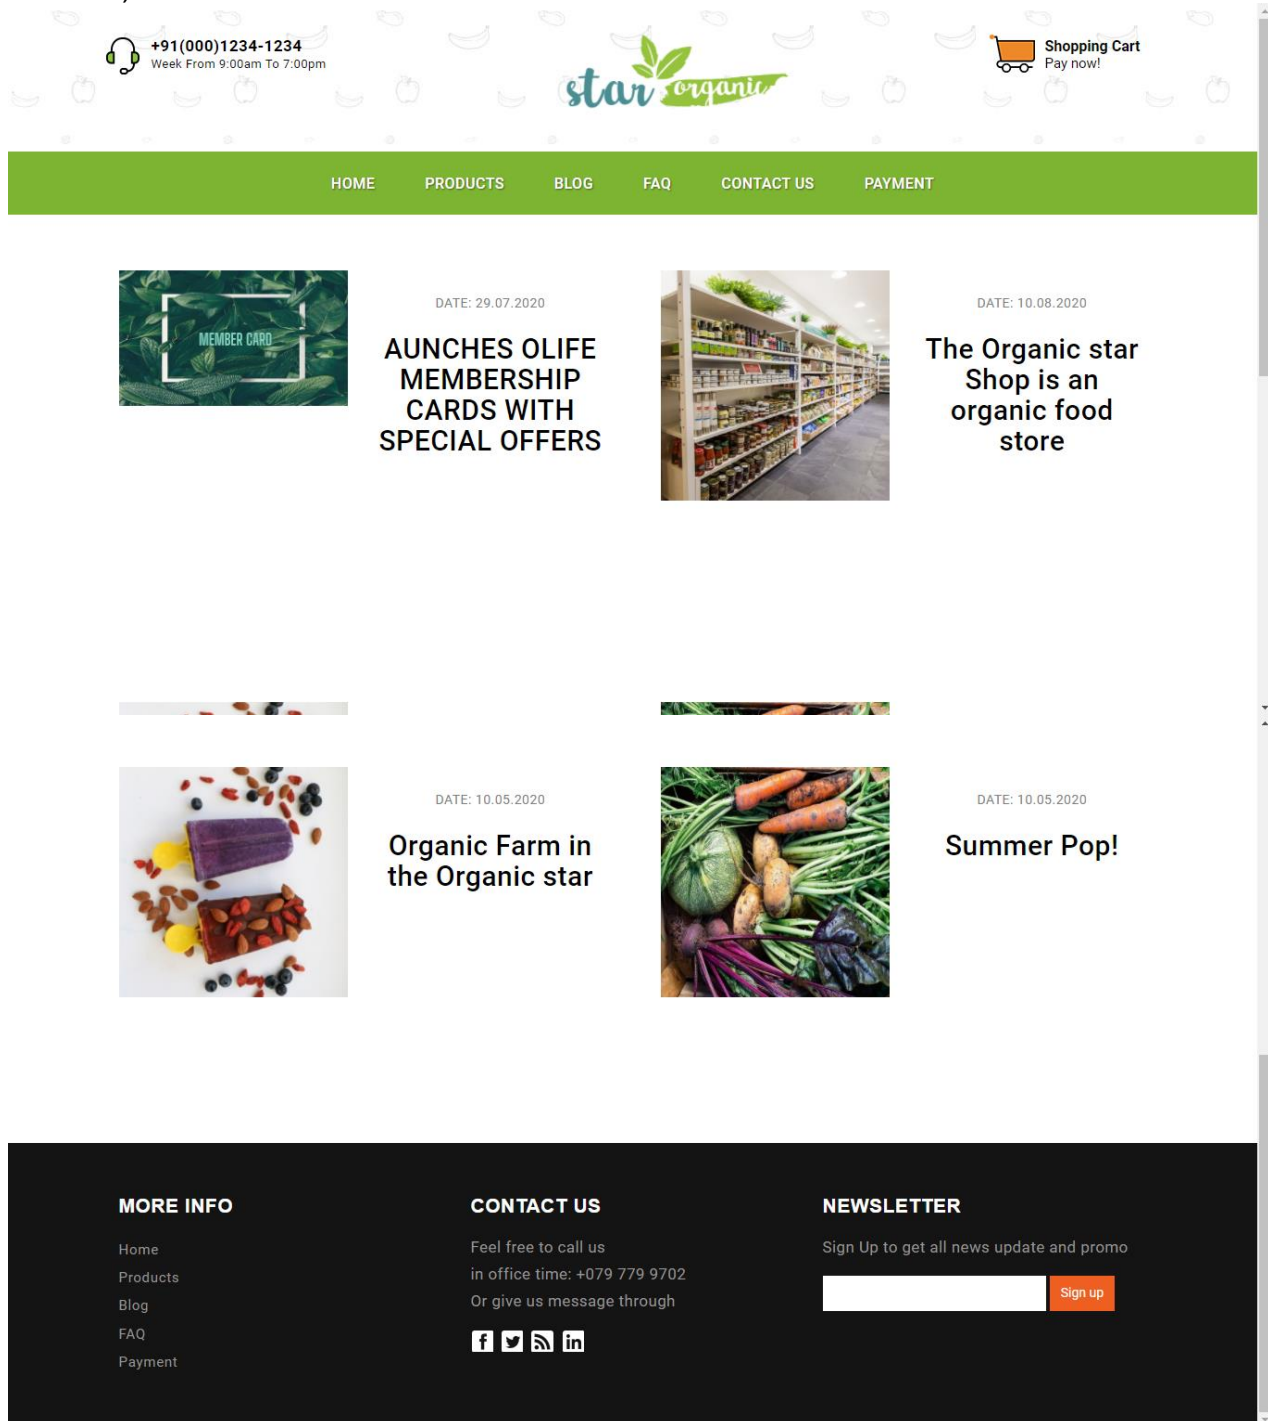 +91(000)1234-1234
Week From 9:00am To 7:00pm
star organic
Shopping Cart
Pay now!
HOME PRODUCTS BLOG FAQ CONTACT US PAYMENT
MEMBER CARD
DATE: 29.07.2020
AUNCHES OLIFE
MEMBERSHIP
CARDS WITH
SPECIAL OFFERS
DATE: 10.08.2020
The Organic star
Shop is an
organic food
store
DATE: 10.05.2020
Organic Farm in
the Organic star
DATE: 10.05.2020
Summer Pop!
MORE INFO
Home
Products
Blog
FAQ
Payment
CONTACT US
Feel free to call us
in office time: +079 779 9702
Or give us message through
NEWSLETTER
Sign Up to get all news update and promo
Sign up